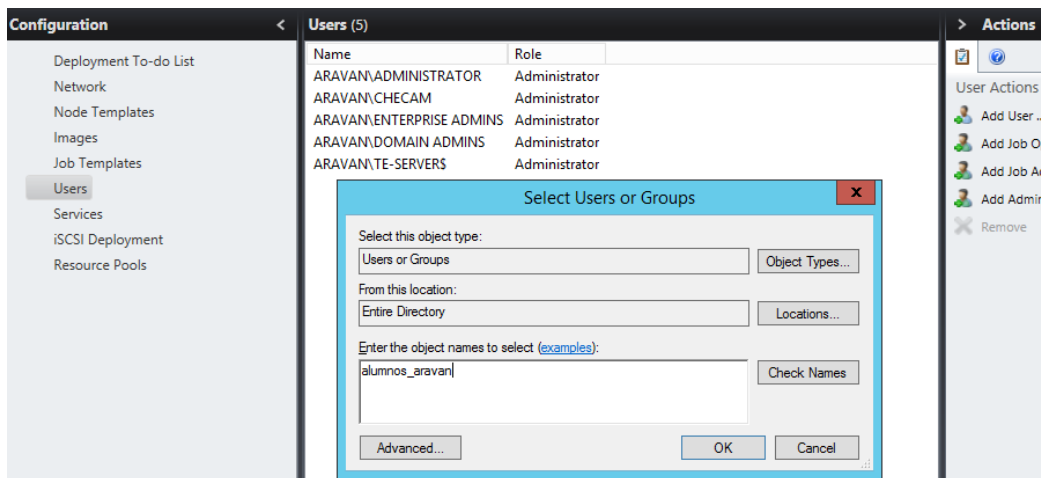 Configuration <
Deployment To-do List
Network
Node Templates
Images
Job Templates
Users
Services
iSCSI Deployment
Resource Pools
Users (5)
Name Role
ARAVAN\ADMINISTRATOR Administrator
ARAVAN\CHECAM Administrator
ARAVAN\ENTERPRISE ADMINS Administrator
ARAVAN\DOMAIN ADMINS Administrator
ARAVAN\TE-SERVER$ Administrator
Select Users or Groups x
Select this object type:
Users or Groups
Object Types...
From this location:
Entire Directory
Locations...
Enter the object names to select (examples):
alumnos_aravan
Check Names
Advanced...
OK
Cancel
> Actions
User Actions
Add User ..
Add Job O
Add Job A
Add Admin
Remove